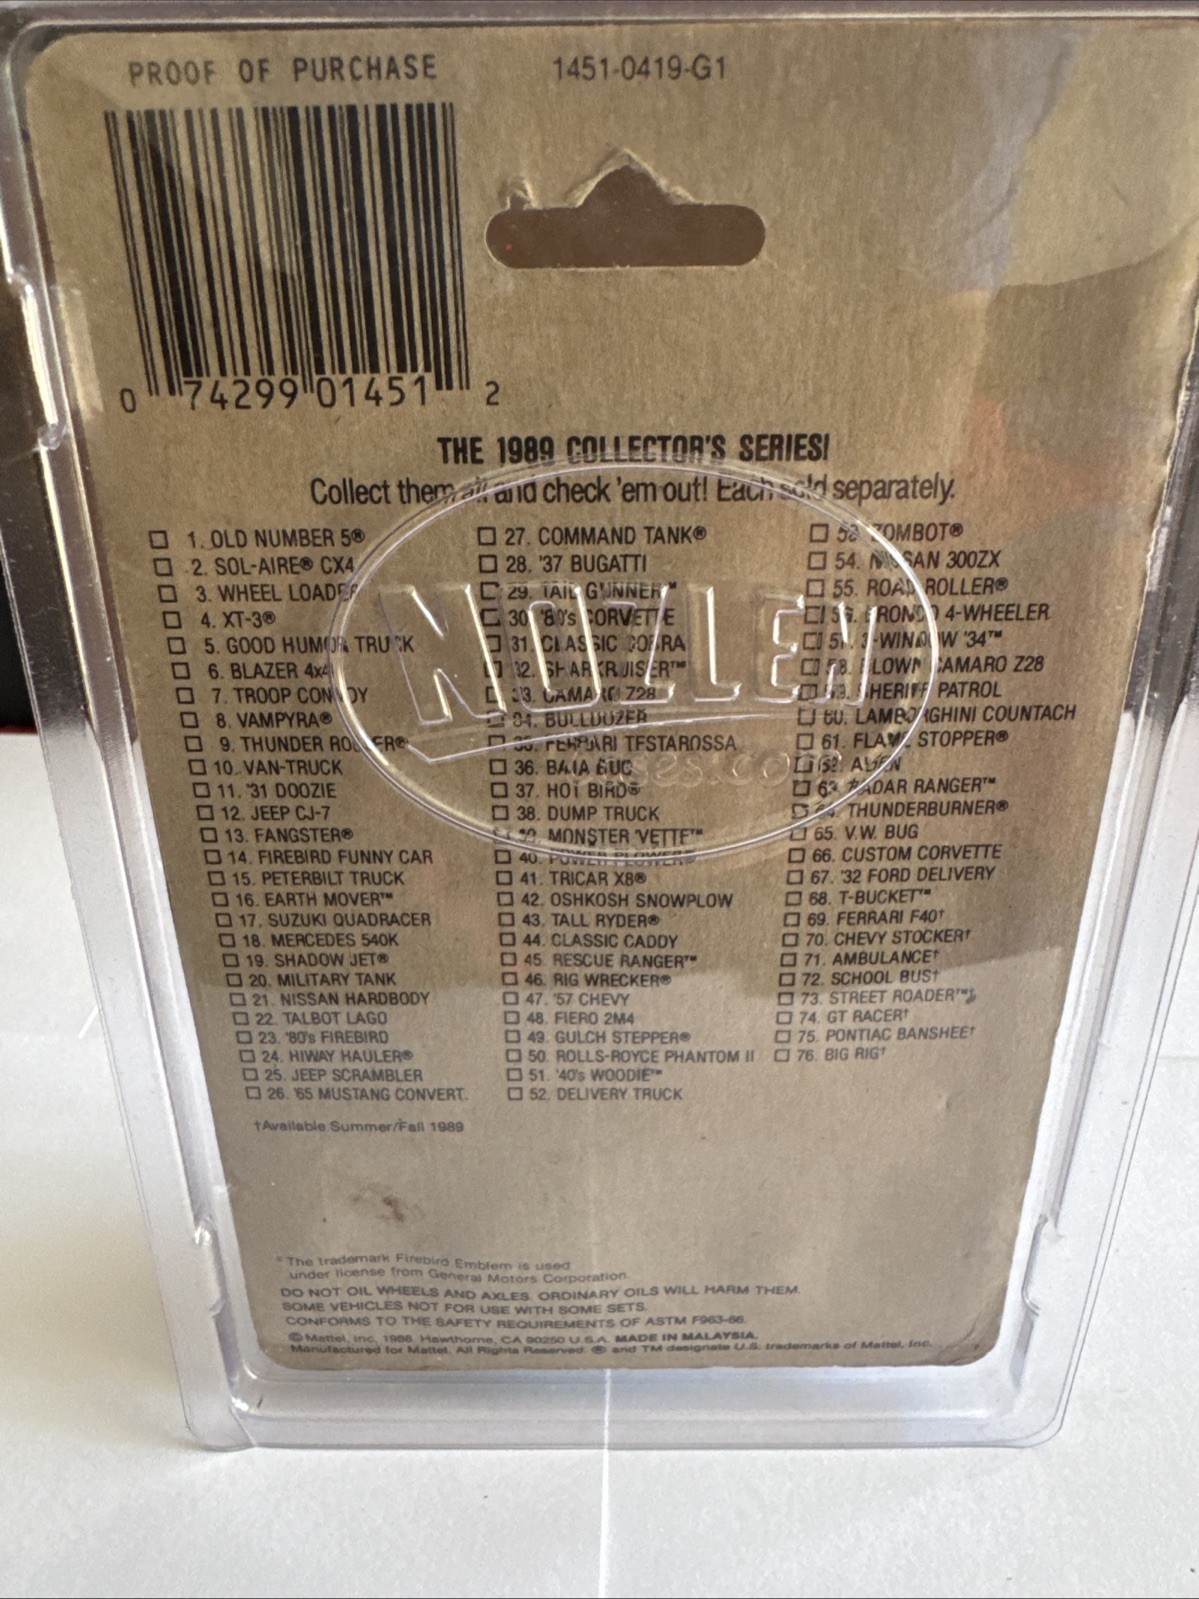 PROOF OF PURCHASE
1451-0419-G1
0 74299 01451 2
THE 1989 COLLECTOR'S SERIES!
Collect them all and check 'em out! Each sold separately.
1. OLD NUMBER 5®
2. SOL-AIRE® CX4
3. WHEEL LOADER
4. XT-3®
5. GOOD HUMOR TRUCK
6. BLAZER 4x4
7. TROOP CONVOY
8. VAMPYRA®
9. THUNDER ROLLER®
10. VAN-TRUCK
11. '31 DOOZIE
12. JEEP CJ-7
13. FANGSTER®
14. FIREBIRD FUNNY CAR
15. PETERBILT TRUCK
16. EARTH MOVER™
17. SUZUKI QUADRACER
18. MERCEDES 540K
19. SHADOW JET®
20. MILITARY TANK
21. NISSAN HARDBODY
22. TALBOT LAGO
23. '80's FIREBIRD
24. HIWAY HAULER®
25. JEEP SCRAMBLER
26. '65 MUSTANG CONVERT.
27. COMMAND TANK®
28. '37 BUGATTI
29. TAIL GUNNER™
30. '80's CORVETTE
31. CLASSIC COBRA
32. SHARKRUISER™
33. CAMARO Z28
34. BULLDOZER
35. FERRARI TESTAROSSA
36. BAJA BUG
37. HOT BIRD®
38. DUMP TRUCK
39. MONSTER 'VETTE™
40. POWER PLOWER®
41. TRICAR X8®
42. OSHKOSH SNOWPLOW
43. TALL RYDER®
44. CLASSIC CADDY
45. RESCUE RANGER™
46. RIG WRECKER®
47. '57 CHEVY
48. FIERO 2M4
49. GULCH STEPPER®
50. ROLLS-ROYCE PHANTOM II
51. '40's WOODIE™
52. DELIVERY TRUCK
53. ZOMBOT®
54. NISSAN 300ZX
55. ROAD ROLLER®
56. BRONCO 4-WHEELER
57. 3-WINDOW '34™
58. BLOWN CAMARO Z28
59. SHERIFF PATROL
60. LAMBORGHINI COUNTACH
61. FLAME STOPPER®
62. ALIEN
63. RADAR RANGER™
64. THUNDERBURNER®
65. V.W. BUG
66. CUSTOM CORVETTE
67. '32 FORD DELIVERY
68. T-BUCKET™
69. FERRARI F40†
70. CHEVY STOCKER†
71. AMBULANCE†
72. SCHOOL BUS†
73. STREET ROADER™†
74. GT RACER†
75. PONTIAC BANSHEE†
76. BIG RIG†
†Available Summer/Fall 1989
* The trademark Firebird Emblem is used
under license from General Motors Corporation.
DO NOT OIL WHEELS AND AXLES. ORDINARY OILS WILL HARM THEM.
SOME VEHICLES NOT FOR USE WITH SOME SETS.
CONFORMS TO THE SAFETY REQUIREMENTS OF ASTM F963-86.
© Mattel, Inc. 1988. Hawthorne, CA 90250 U.S.A. MADE IN MALAYSIA.
Manufactured for Mattel. All Rights Reserved. ® and TM designate U.S. trademarks of Mattel, Inc.